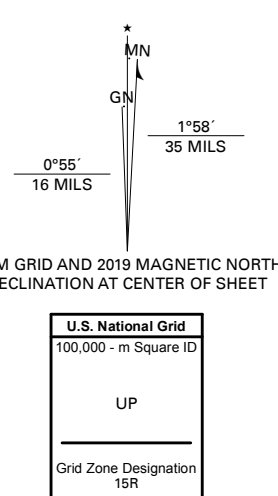 ★
MN
GN
1°58´
35 MILS
0°55´
16 MILS
M GRID AND 2019 MAGNETIC NORTH
ECLINATION AT CENTER OF SHEET
U.S. National Grid
100,000 - m Square ID
UP
Grid Zone Designation
15R